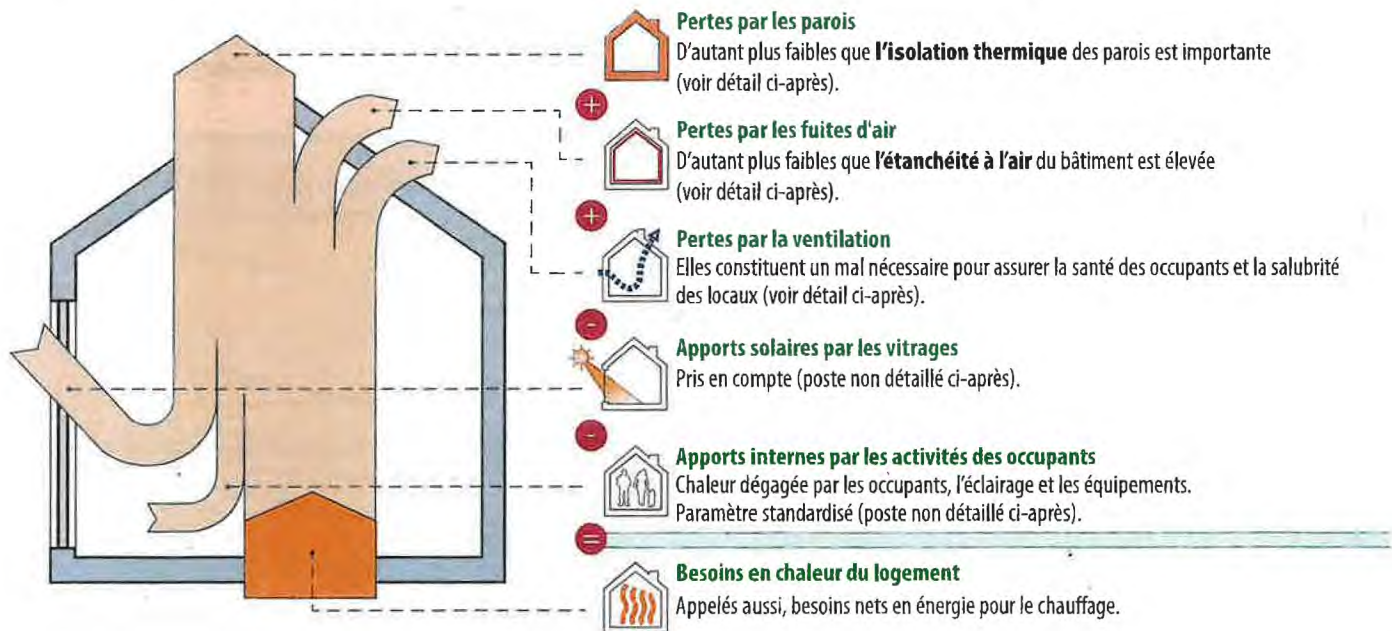 Pertes par les parois
D'autant plus faibles que l'isolation thermique des parois est importante
(voir détail ci-après).
+
Pertes par les fuites d'air
D'autant plus faibles que l'étanchéité à l'air du bâtiment est élevée
(voir détail ci-après).
+
Pertes par la ventilation
Elles constituent un mal nécessaire pour assurer la santé des occupants et la salubrité
des locaux (voir détail ci-après).
-
Apports solaires par les vitrages
Pris en compte (poste non détaillé ci-après).
-
Apports internes par les activités des occupants
Chaleur dégagée par les occupants, l'éclairage et les équipements.
Paramètre standardisé (poste non détaillé ci-après).
=
Besoins en chaleur du logement
Appelés aussi, besoins nets en énergie pour le chauffage.